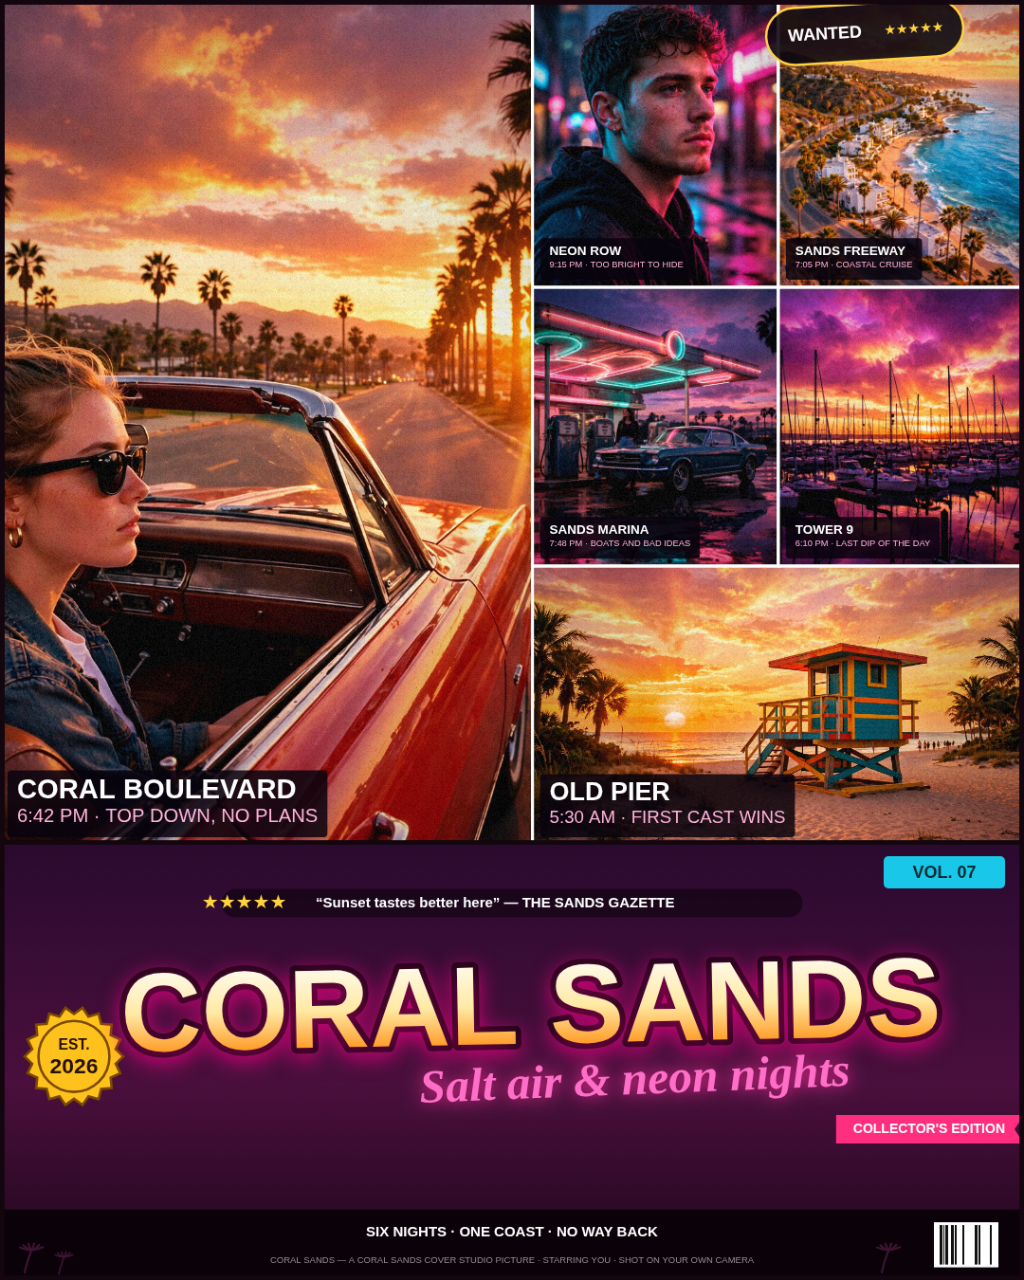 WANTED ★★★★★
NEON ROW
9:15 PM · TOO BRIGHT TO HIDE
SANDS FREEWAY
7:05 PM · COASTAL CRUISE
SANDS MARINA
7:48 PM · BOATS AND BAD IDEAS
TOWER 9
6:10 PM · LAST DIP OF THE DAY
CORAL BOULEVARD
6:42 PM · TOP DOWN, NO PLANS
OLD PIER
5:30 AM · FIRST CAST WINS
VOL. 07
★★★★★ “Sunset tastes better here” — THE SANDS GAZETTE
CORAL SANDS
EST.
2026
Salt air & neon nights
COLLECTOR'S EDITION
SIX NIGHTS · ONE COAST · NO WAY BACK
CORAL SANDS — A CORAL SANDS COVER STUDIO PICTURE · STARRING YOU · SHOT ON YOUR OWN CAMERA